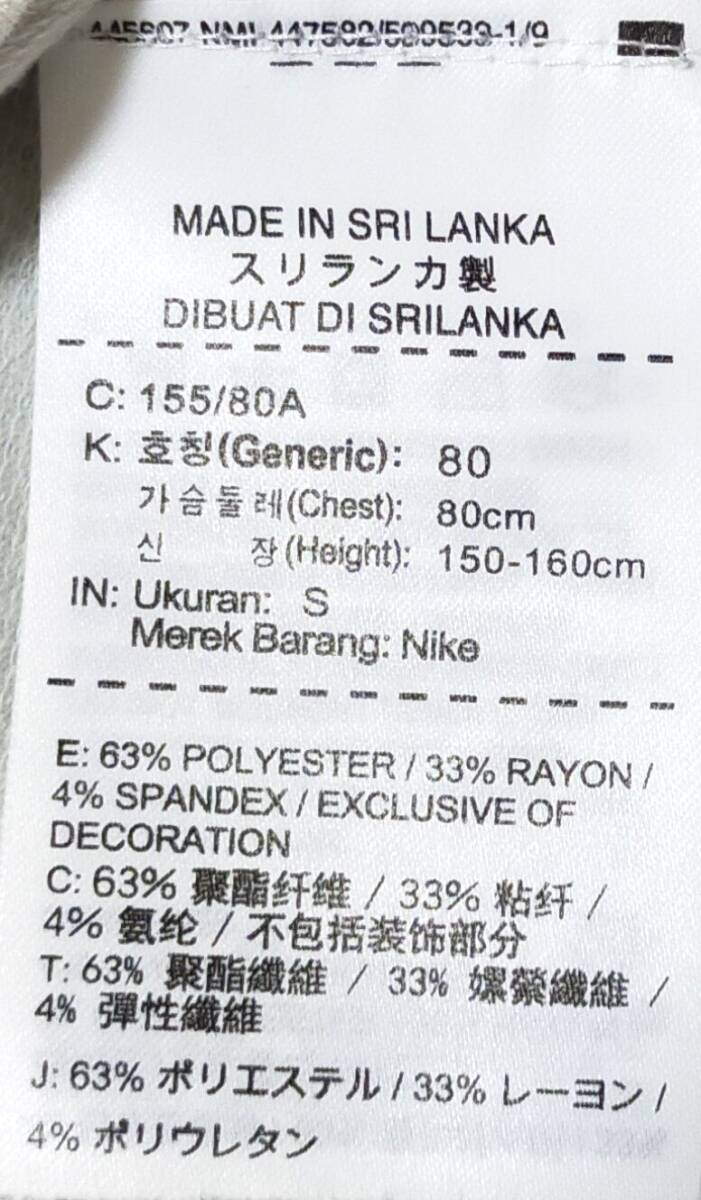 MADE IN SRI LANKA
スリランカ製
DIBUAT DI SRILANKA
C: 155/80A
K: 호칭(Generic): 80
가슴둘레(Chest): 80cm
신 장(Height): 150-160cm
IN: Ukuran: S
Merek Barang: Nike
E: 63% POLYESTER / 33% RAYON /
4% SPANDEX / EXCLUSIVE OF
DECORATION
C: 63% 聚酯纤维 / 33% 粘纤 /
4% 氨纶 / 不包括装饰部分
T: 63% 聚酯纖維 / 33% 嫘縈纖維 /
4% 彈性纖維
J: 63% ポリエステル / 33% レーヨン /
4% ポリウレタン